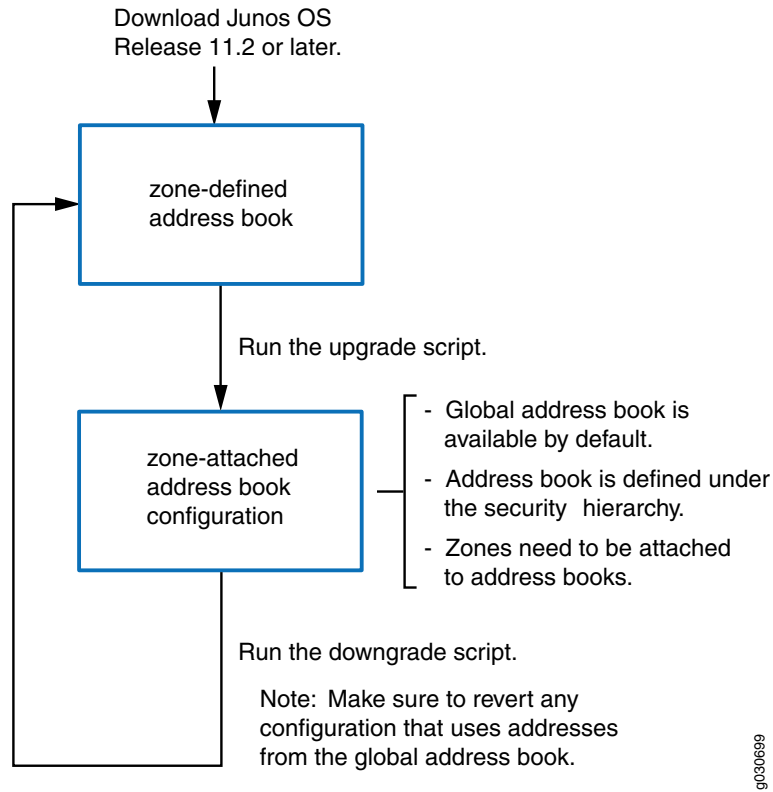 Download Junos OS
Release 11.2 or later.
zone-defined
address book
Run the upgrade script.
zone-attached
address book
configuration
- Global address book is
available by default.
- Address book is defined under
the security hierarchy.
- Zones need to be attached
to address books.
Run the downgrade script.
Note: Make sure to revert any
configuration that uses addresses
from the global address book.
g030699